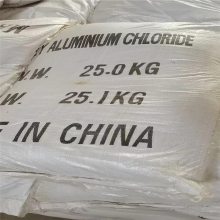 Y ALUMINIUM CHLORIDE
.W. 25.0 KG
W. 25.1KG
E IN CHINA